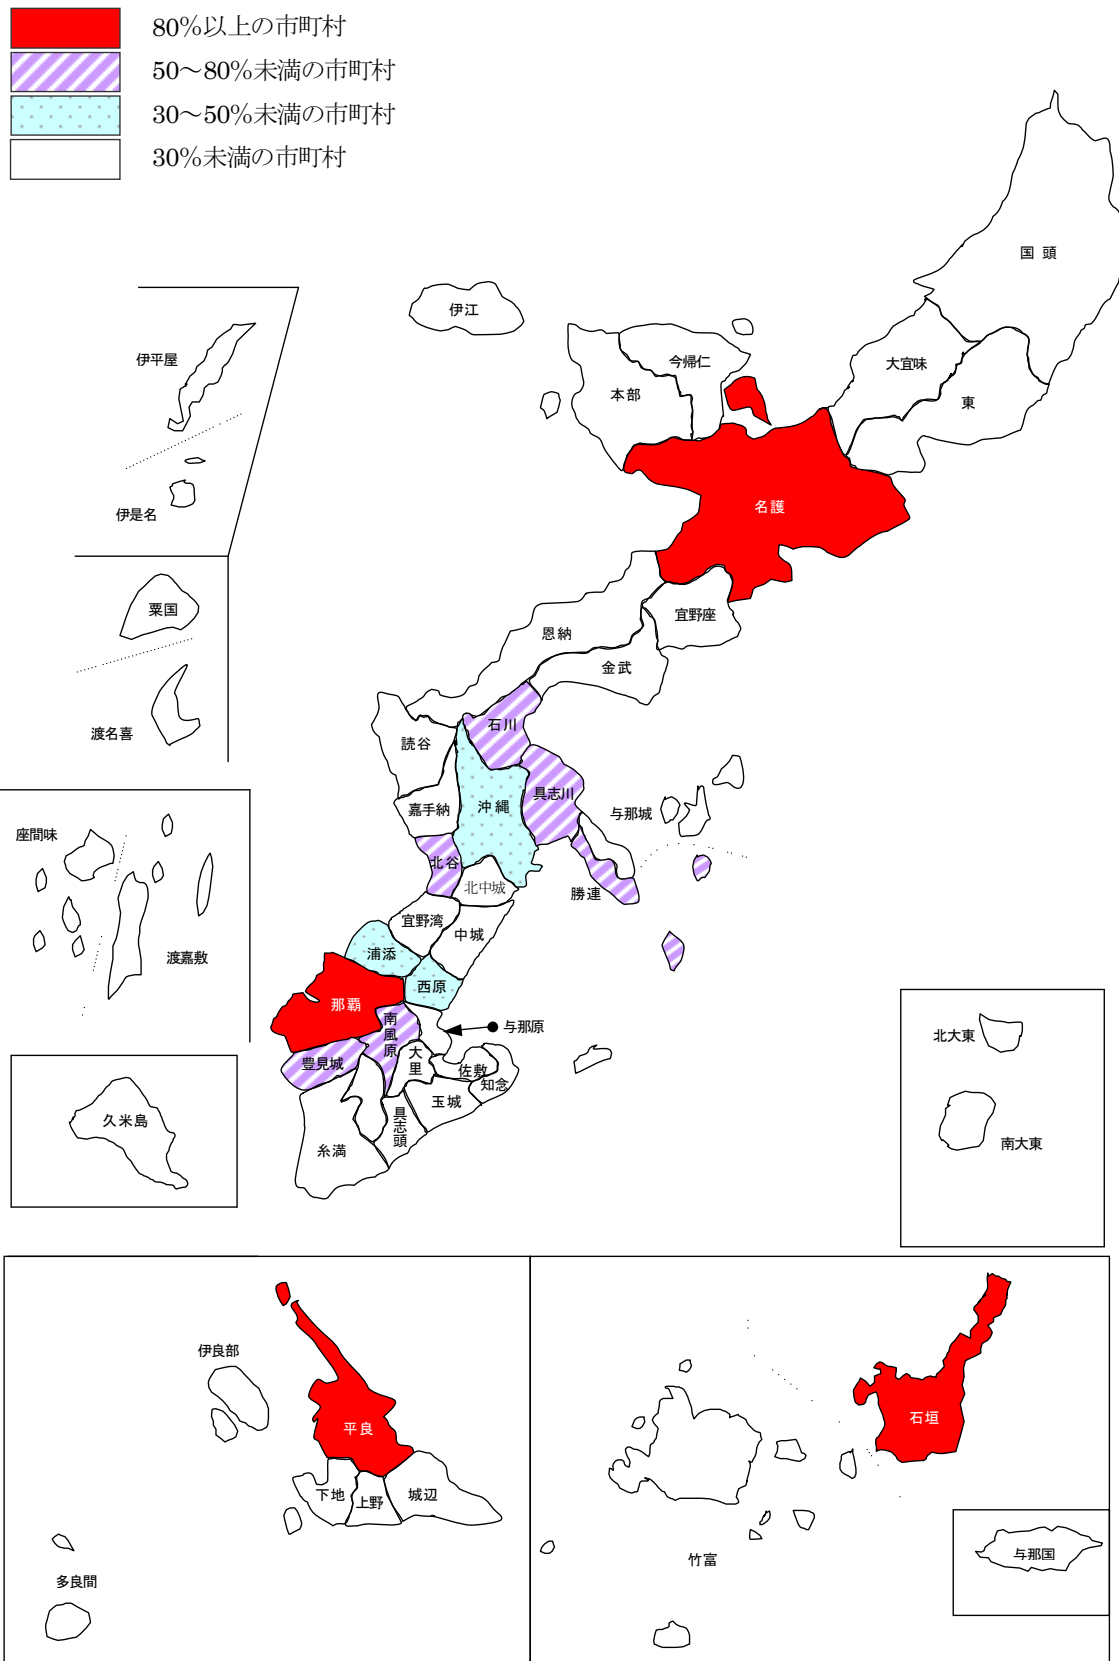 80%以上の市町村
50～80%未満の市町村
30～50%未満の市町村
30%未満の市町村
国頭
伊江
伊平屋
今帰仁
大宜味
本部
東
名護
伊是名
粟国
宜野座
恩納
金武
石川
渡名喜
読谷
具志川
沖縄
嘉手納
与那城
座間味
北谷
北中城
勝連
宜野湾
中城
浦添
渡嘉敷
西原
那覇
南風原
与那原
北大東
豊見城
大里
佐敷
知念
玉城
久米島
具志頭
南大東
糸満
伊良部
平良
石垣
下地
上野
城辺
与那国
竹富
多良間